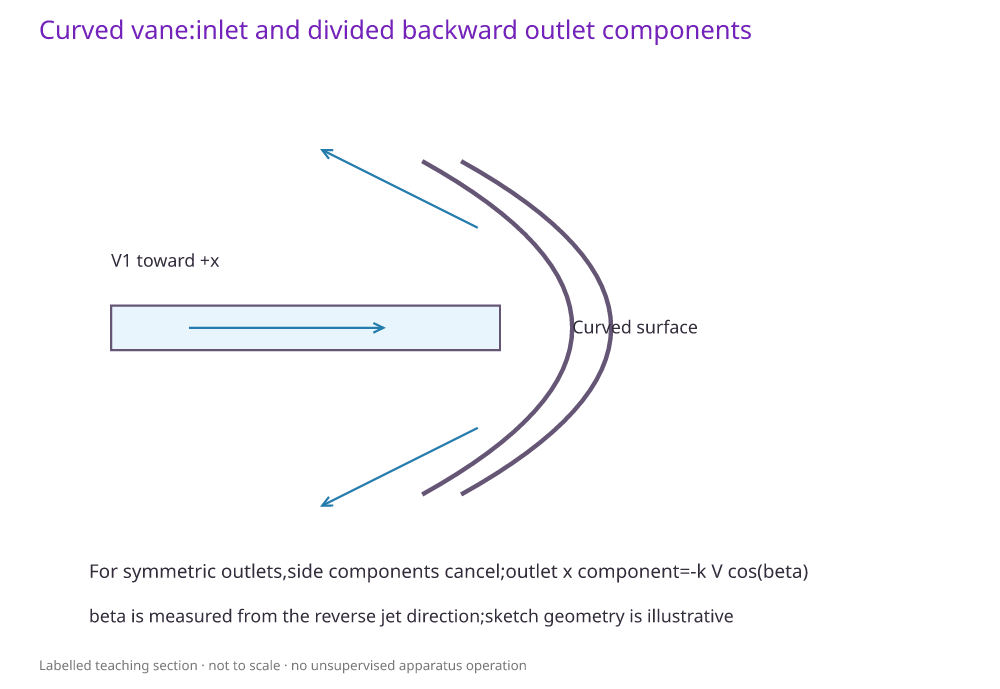 Curved vane:inlet and divided backward outlet components
V1 toward +x
Curved surface
For symmetric outlets,side components cancel;outlet x component=-k V cos(beta)
beta is measured from the reverse jet direction;sketch geometry is illustrative
Labelled teaching section · not to scale · no unsupervised apparatus operation